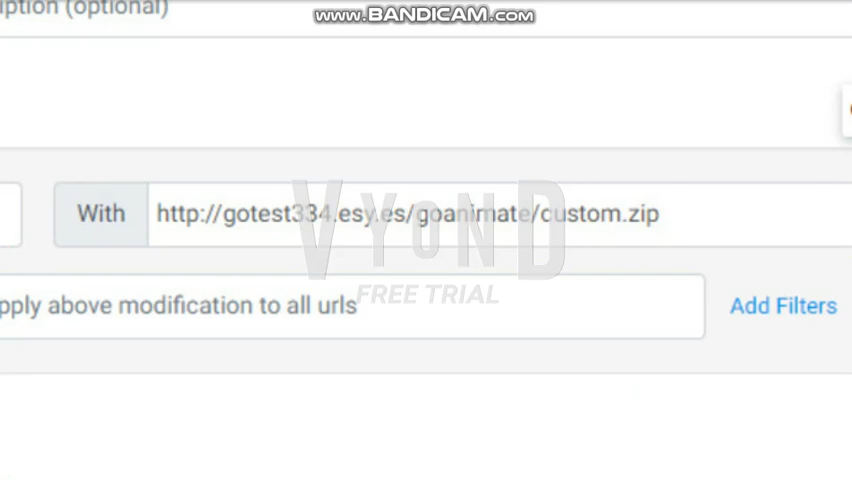 iption (optional)
www.BANDICAM.com
With http://gotest334.esy.es/goanimate/custom.zip
VYOND
FREE TRIAL
pply above modification to all urls
Add Filters